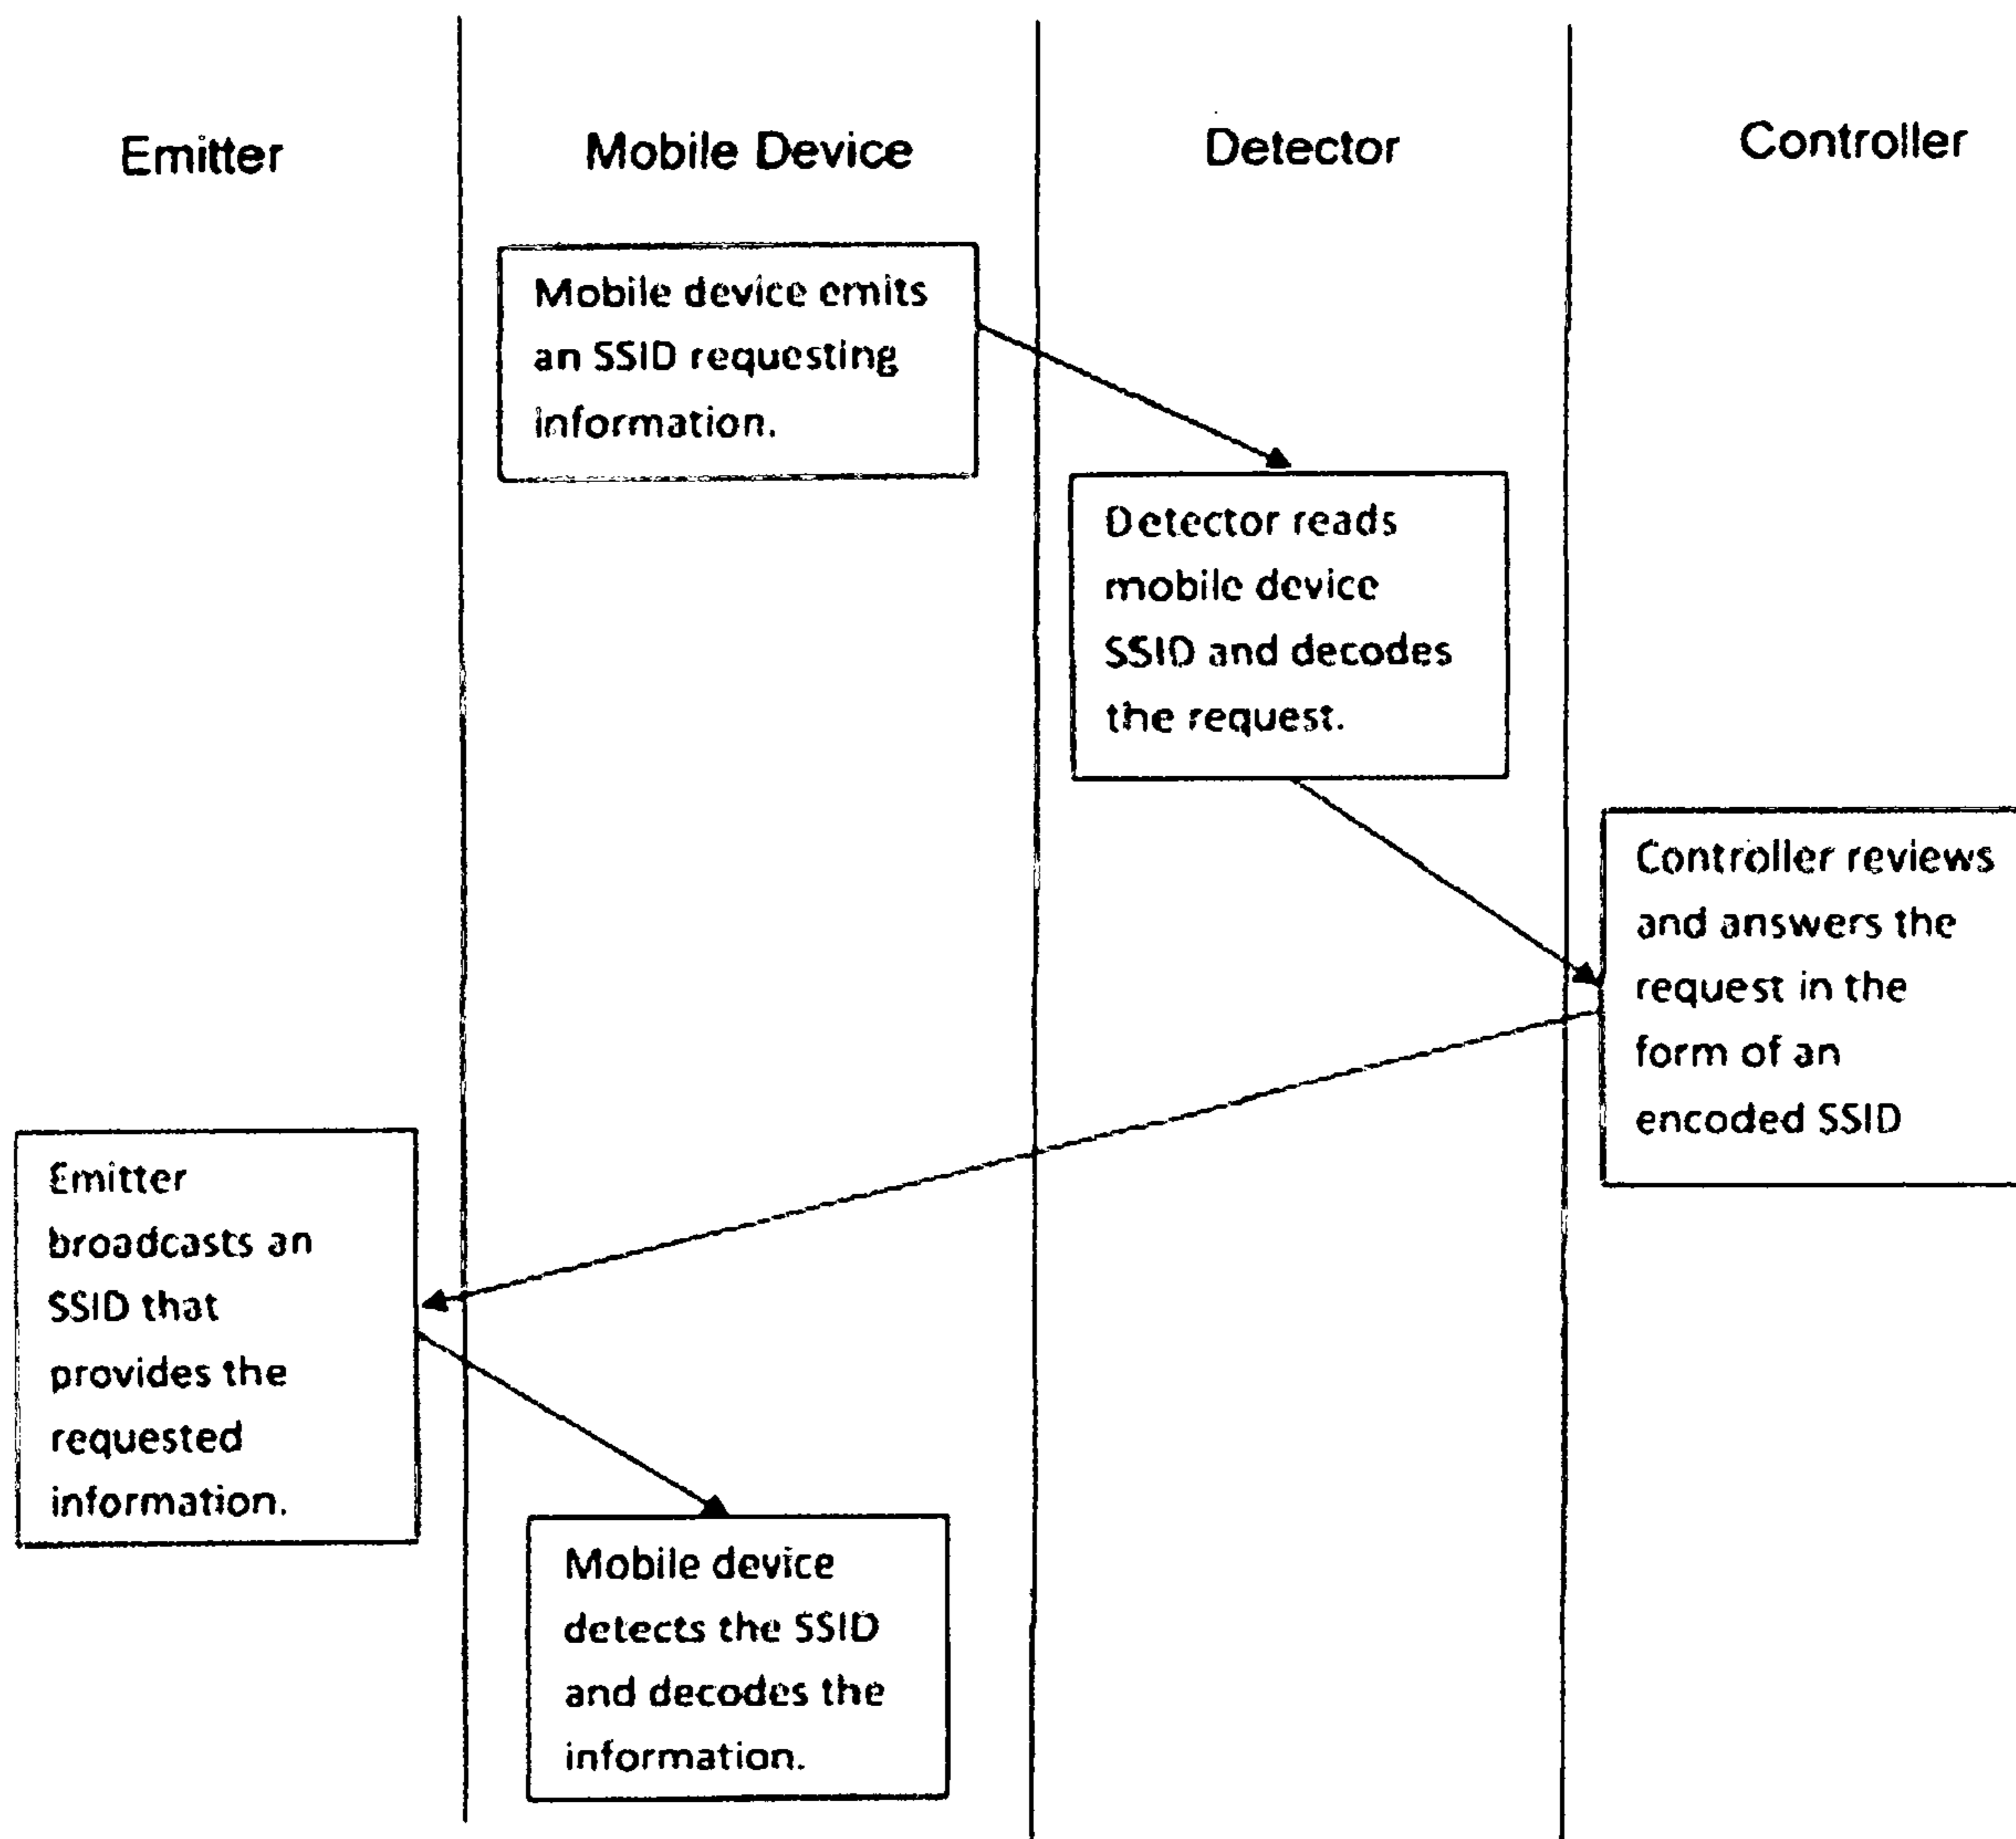 Emitter
Mobile Device
Detector
Controller
Mobile device emits
an SSID requesting
information.
Detector reads
mobile device
SSID and decodes
the request.
Controller reviews
and answers the
request in the
form of an
encoded SSID
Emitter
broadcasts an
SSID that
provides the
requested
information.
Mobile device
detects the SSID
and decodes the
information.